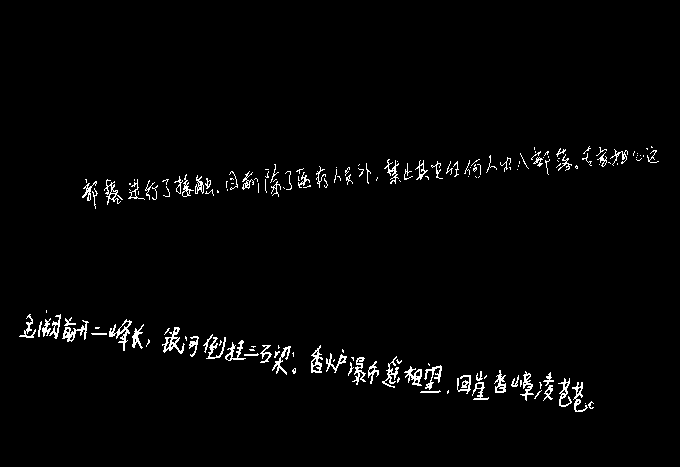 部落进行了接触。目前除了医疗人员外,禁止其它任何人出入部落。专家担心这
金阙前开二峰长,银河倒挂三石梁。香炉瀑布遥相望,回崖沓嶂凌苍苍。